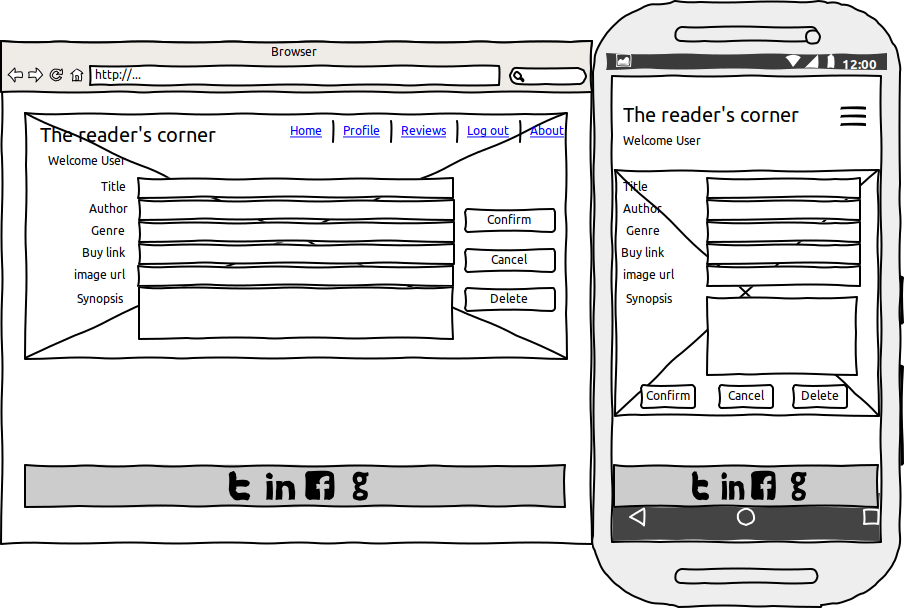 Browser
http://...
The reader's corner
Home Profile Reviews Log out About
Welcome User
Title
Author
Genre
Buy link
image url
Synopsis
Confirm
Cancel
Delete
t in f g
12:00
The reader's corner
Welcome User
Title
Author
Genre
Buy link
image url
Synopsis
Confirm Cancel Delete
t in f g